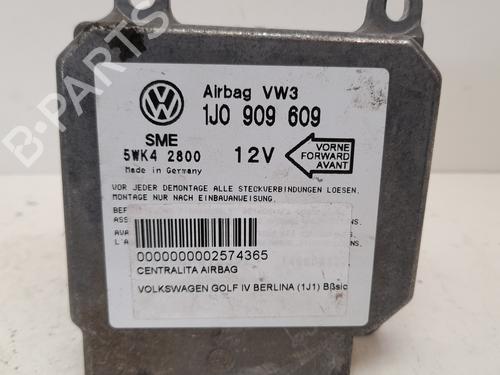 B-PARTS
Airbag VW3
1J0 909 609
SME
5WK4 2800
Made in Germany
12V
VORNE
FORWARD
AVANT
VOR JEDER DEMONTAGE ALLE STECKVERBINDUNGEN LOESEN.
MONTAGE NUR NACH EINBAUANWEISUNG.
0000000002574365
CENTRALITA AIRBAG
VOLKSWAGEN GOLF IV BERLINA (1J1) Bßsic